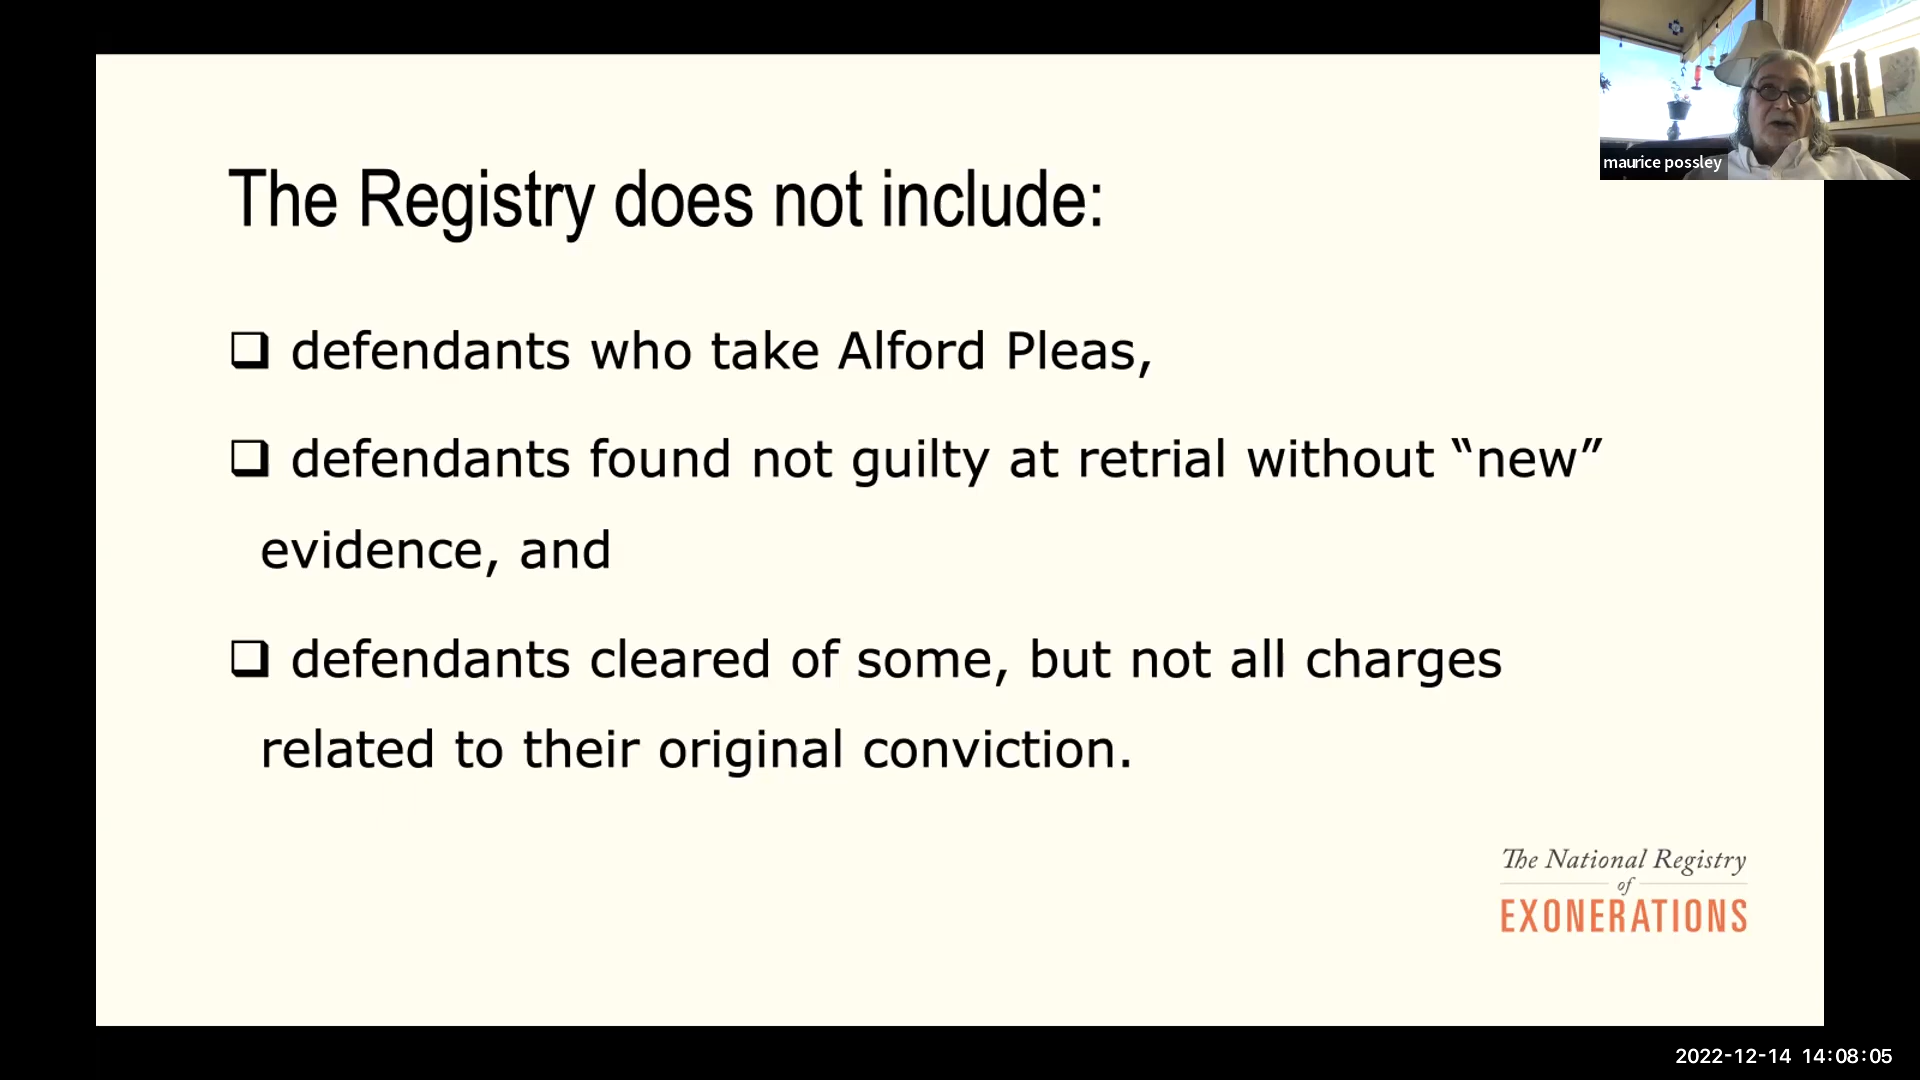 maurice possley
The Registry does not include:
❑ defendants who take Alford Pleas,
❑ defendants found not guilty at retrial without “new”
evidence, and
❑ defendants cleared of some, but not all charges
related to their original conviction.
The National Registry
of
EXONERATIONS
2022-12-14 14:08:05